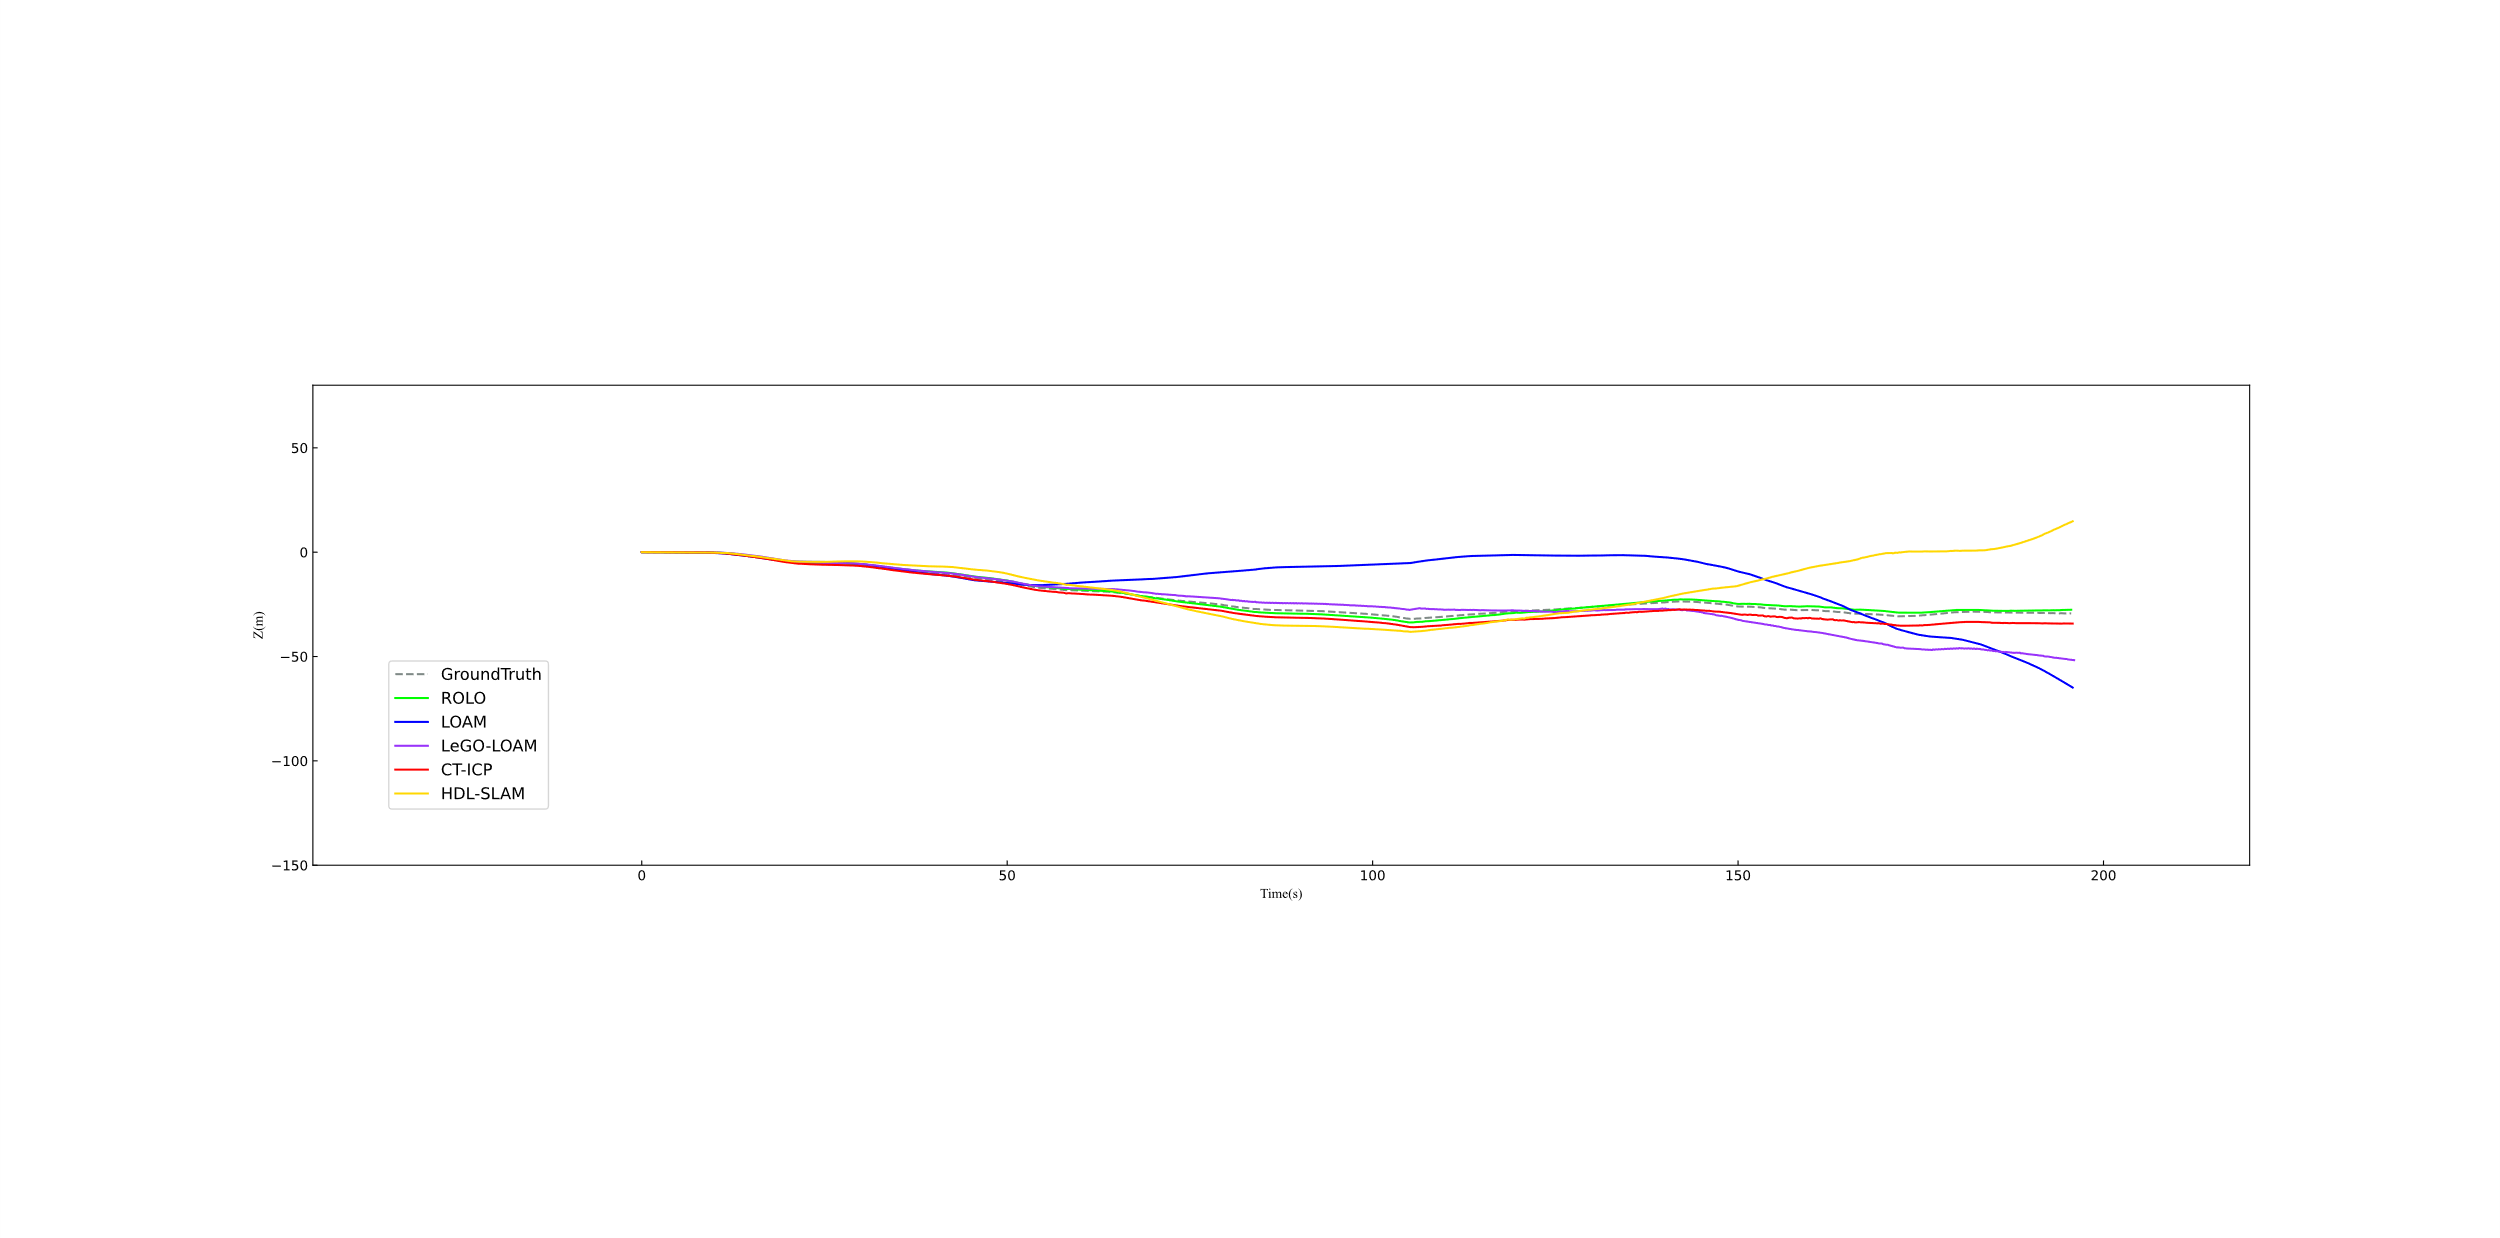 50
0
−50
−100
−150
Z(m)
GroundTruth
ROLO
LOAM
LeGO-LOAM
CT-ICP
HDL-SLAM
0 50 100 150 200
Time(s)